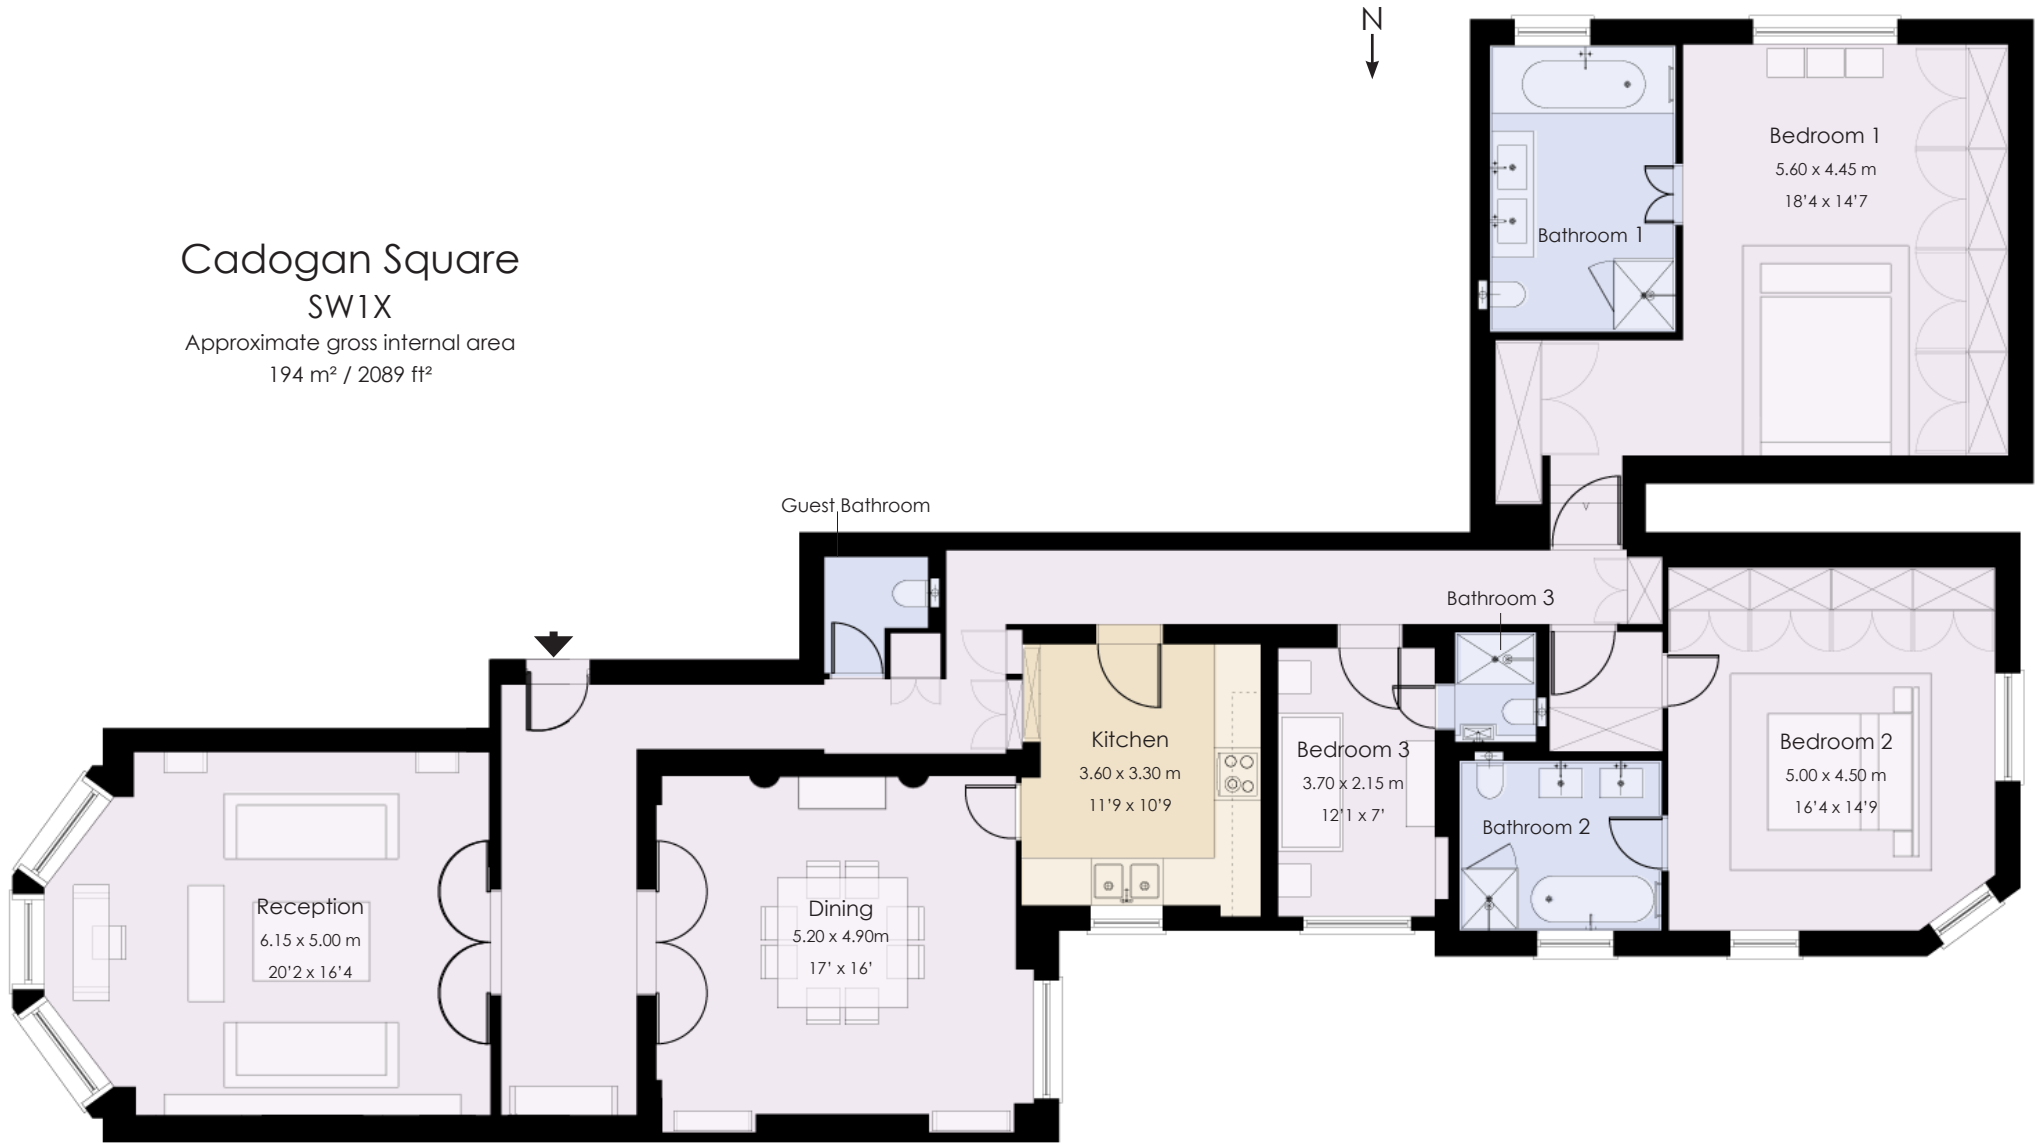 N
Cadogan Square
SW1X
Approximate gross internal area
194 m² / 2089 ft²
Bedroom 1
5.60 x 4.45 m
18'4 x 14'7
Bathroom 1
Guest Bathroom
Bathroom 3
Kitchen
3.60 x 3.30 m
11'9 x 10'9
Bedroom 3
3.70 x 2.15 m
12'1 x 7'
Bedroom 2
5.00 x 4.50 m
16'4 x 14'9
Bathroom 2
Reception
6.15 x 5.00 m
20'2 x 16'4
Dining
5.20 x 4.90m
17' x 16'